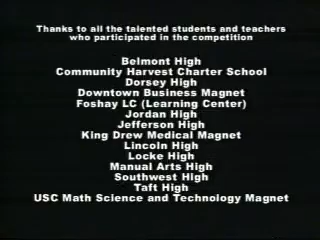 Thanks to all the talented students and teachers
who participated in the competition
Belmont High
Community Harvest Charter School
Dorsey High
Downtown Business Magnet
Foshay LC (Learning Center)
Jordan High
Jefferson High
King Drew Medical Magnet
Lincoln High
Locke High
Manual Arts High
Southwest High
Taft High
USC Math Science and Technology Magnet